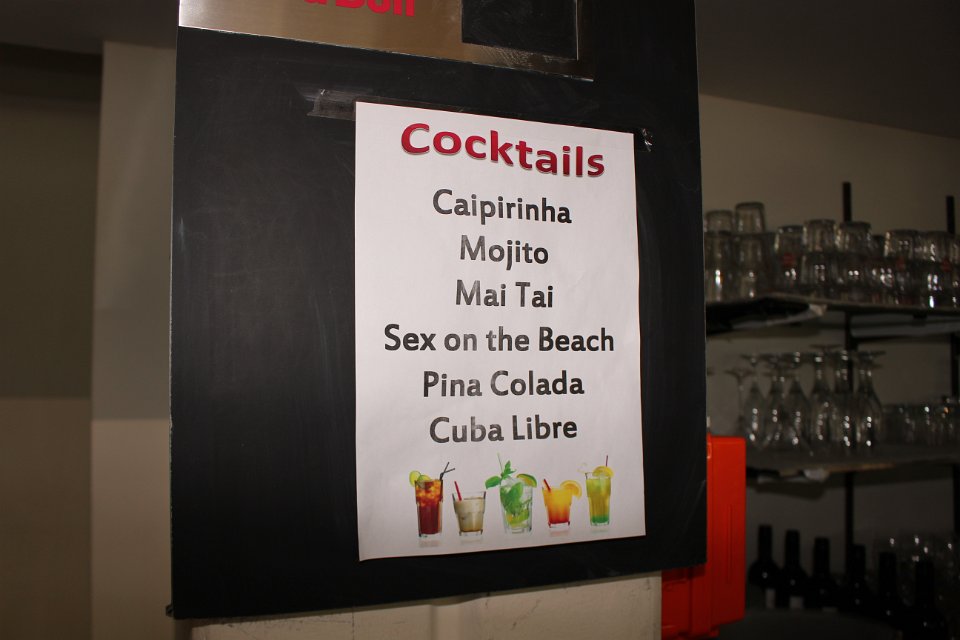 Cocktails
Caipirinha
Mojito
Mai Tai
Sex on the Beach
Pina Colada
Cuba Libre